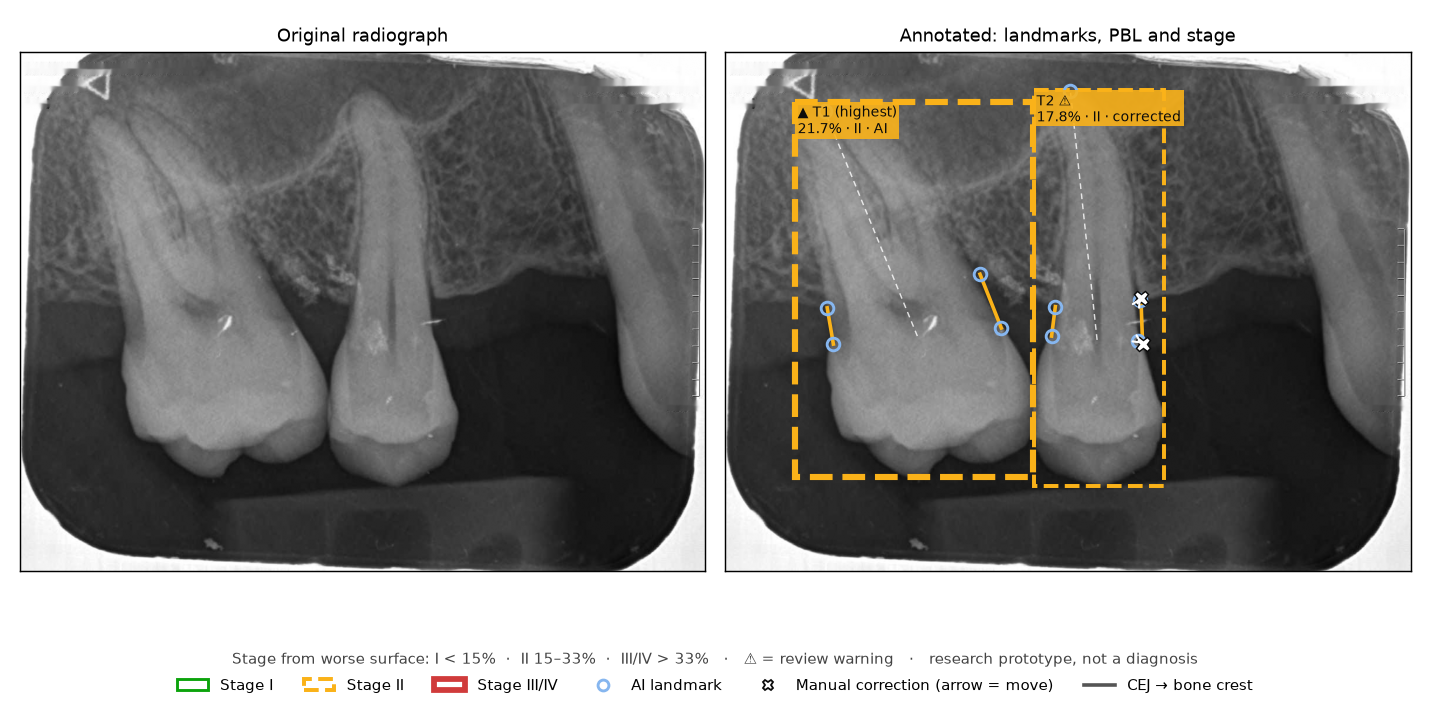 Original radiograph
Annotated: landmarks, PBL and stage
▲ T1 (highest)
21.7% · II · AI
T2 ⚠
17.8% · II · corrected
Stage from worse surface: I < 15%  ·  II 15–33%  ·  III/IV > 33%   ·   ⚠ = review warning   ·   research prototype, not a diagnosis
Stage I
Stage II
Stage III/IV
AI landmark
Manual correction (arrow = move)
CEJ → bone crest